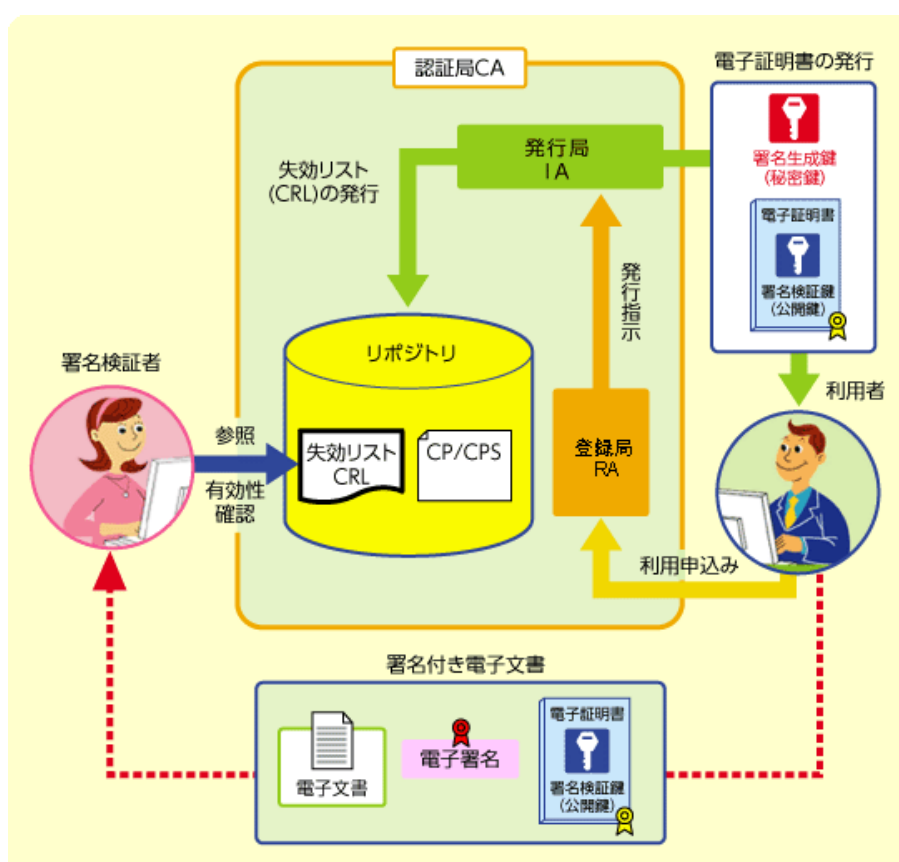 認証局CA
電子証明書の発行
発行局
IA
署名生成鍵
(秘密鍵)
失効リスト
(CRL)の発行
電子証明書
署名検証鍵
(公開鍵)
発行指示
リポジトリ
署名検証者
利用者
参照
失効リスト
CRL
CP/CPS
登録局
RA
有効性
確認
利用申込み
署名付き電子文書
電子証明書
電子署名
電子文書
署名検証鍵
(公開鍵)